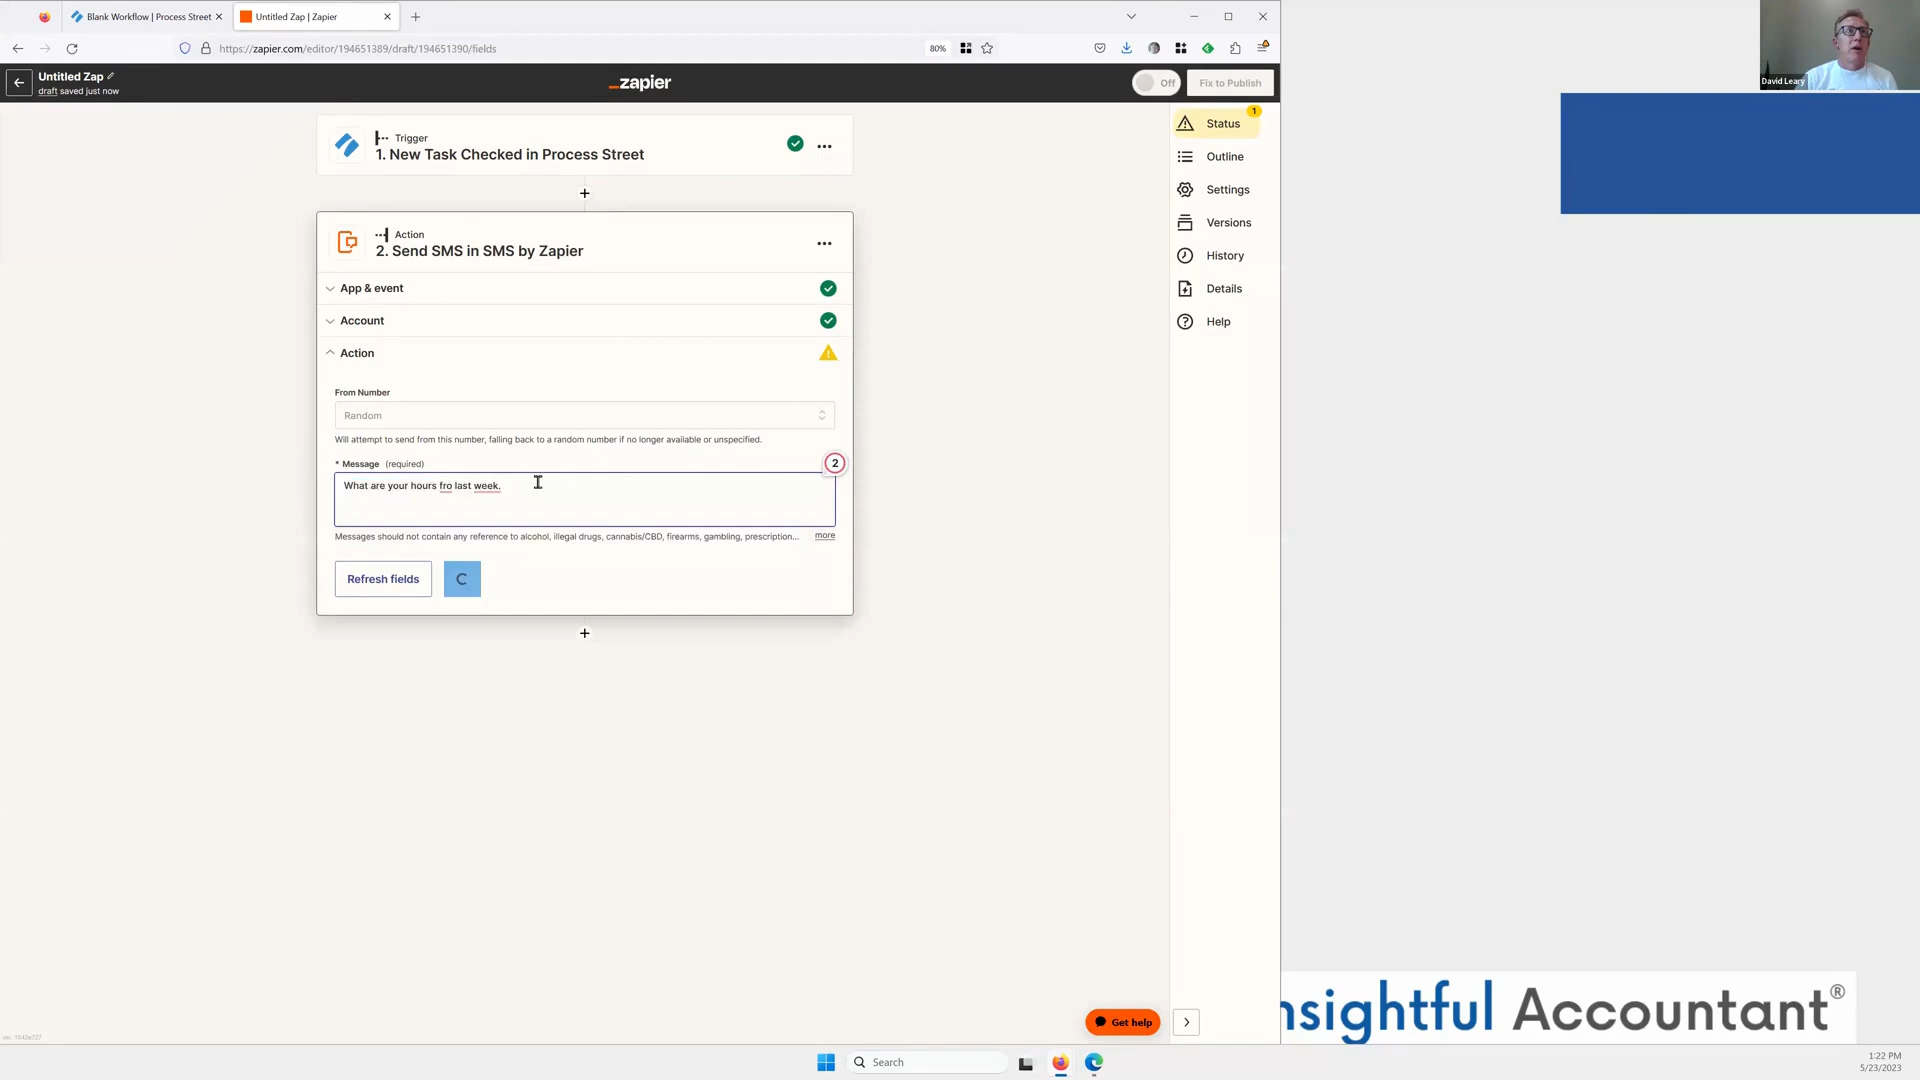 Blank Workflow | Process Street
Untitled Zap | Zapier
https://zapier.com/editor/194651389/draft/194651390/fields
80%
Untitled Zap
draft saved just now
_zapier
Off
Fix to Publish
Trigger
1. New Task Checked in Process Street
Action
2. Send SMS in SMS by Zapier
App & event
Account
Action
From Number
Random
Will attempt to send from this number, falling back to a random number if no longer available or unspecified.
* Message (required)
2
What are your hours fro last week.
Messages should not contain any reference to alcohol, illegal drugs, cannabis/CBD, firearms, gambling, prescription... more
Refresh fields
1
Status
Outline
Settings
Versions
History
Details
Help
Get help
David Leary
nsightful Accountant®
Search
1:22 PM
5/23/2023